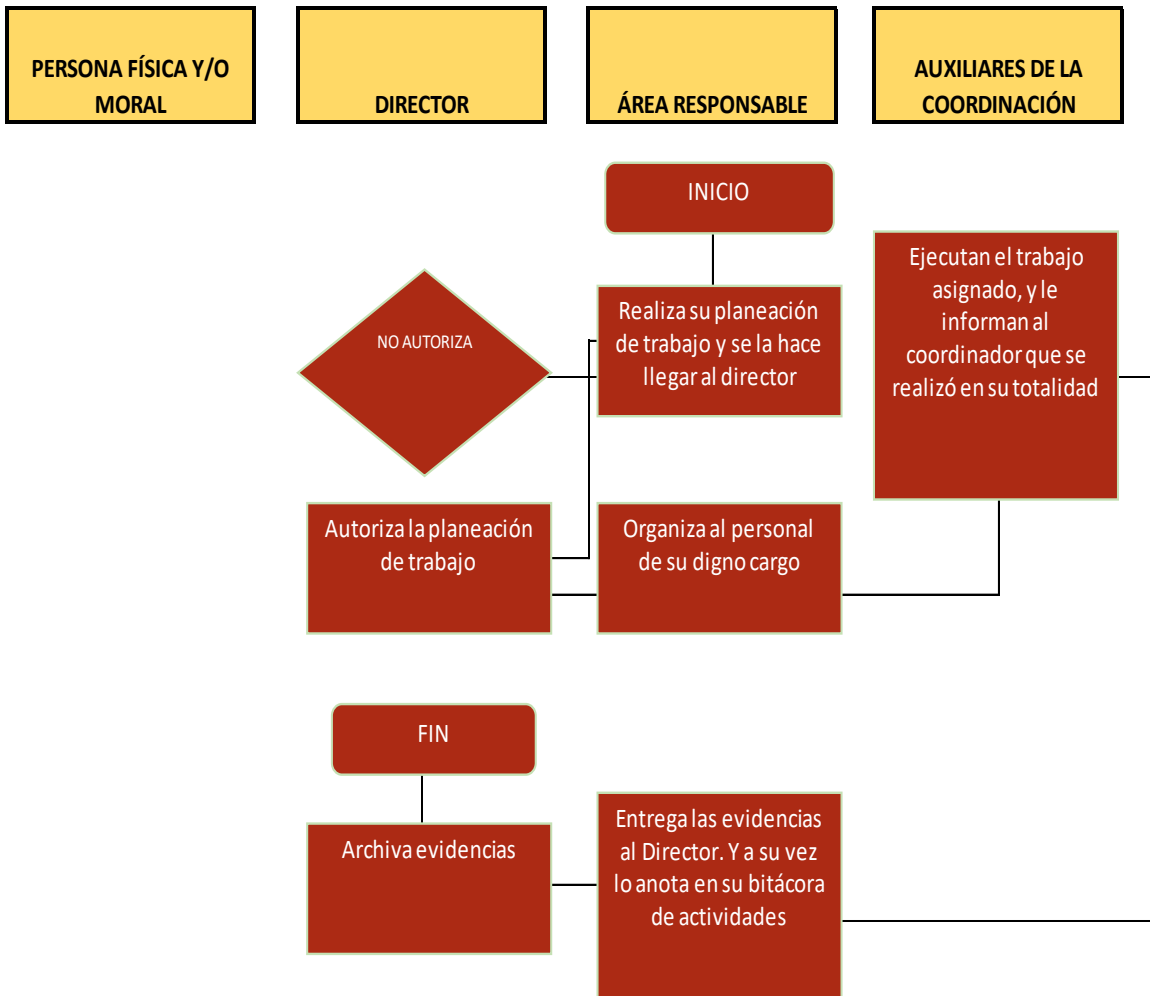 PERSONA FÍSICA Y/O
MORAL
DIRECTOR
ÁREA RESPONSABLE
AUXILIARES DE LA
COORDINACIÓN
INICIO
Realiza su planeación
de trabajo y se la hace
llegar al director
NO AUTORIZA
Ejecutan el trabajo
asignado, y le
informan al
coordinador que se
realizó en su totalidad
Autoriza la planeación
de trabajo
Organiza al personal
de su digno cargo
FIN
Archiva evidencias
Entrega las evidencias
al Director. Y a su vez
lo anota en su bitácora
de actividades